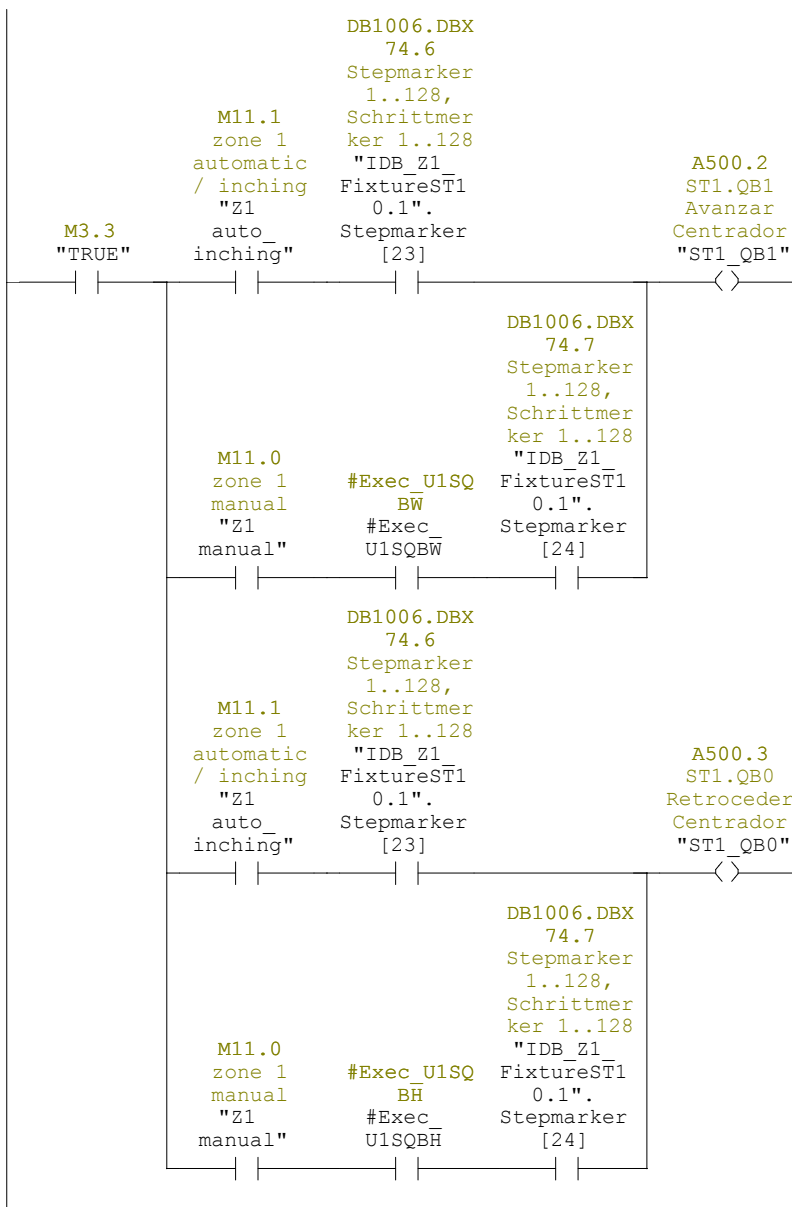 DB1006.DBX
74.6
Stepmarker
1..128,
Schrittmer
ker 1..128
"IDB_Z1_
FixtureST1
0.1".
Stepmarker
[23]
M11.1
zone 1
automatic
/ inching
"Z1
auto_
inching"
M3.3
"TRUE"
A500.2
ST1.QB1
Avanzar
Centrador
"ST1_QB1"
DB1006.DBX
74.7
Stepmarker
1..128,
Schrittmer
ker 1..128
"IDB_Z1_
FixtureST1
0.1".
Stepmarker
[24]
M11.0
zone 1
manual
"Z1
manual"
#Exec_U1SQ
BW
#Exec_
U1SQBW
DB1006.DBX
74.6
Stepmarker
1..128,
Schrittmer
ker 1..128
"IDB_Z1_
FixtureST1
0.1".
Stepmarker
[23]
M11.1
zone 1
automatic
/ inching
"Z1
auto_
inching"
A500.3
ST1.QB0
Retroceder
Centrador
"ST1_QB0"
DB1006.DBX
74.7
Stepmarker
1..128,
Schrittmer
ker 1..128
"IDB_Z1_
FixtureST1
0.1".
Stepmarker
[24]
M11.0
zone 1
manual
"Z1
manual"
#Exec_U1SQ
BH
#Exec_
U1SQBH